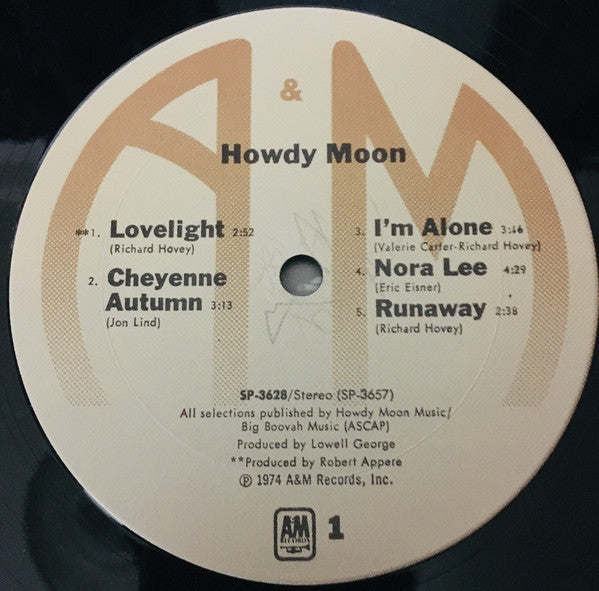 A & M
Howdy Moon
**1. Lovelight 2:52
(Richard Hovey)
2. Cheyenne
Autumn 3:13
(Jon Lind)
3. I'm Alone 3:16
(Valerie Carter-Richard Hovey)
4. Nora Lee 4:29
(Eric Eisner)
5. Runaway 2:38
(Richard Hovey)
SP-3628/Stereo (SP-3657)
All selections published by Howdy Moon Music/
Big Boovah Music (ASCAP)
Produced by Lowell George
**Produced by Robert Appere
℗ 1974 A&M Records, Inc.
A&M
RECORDS
1